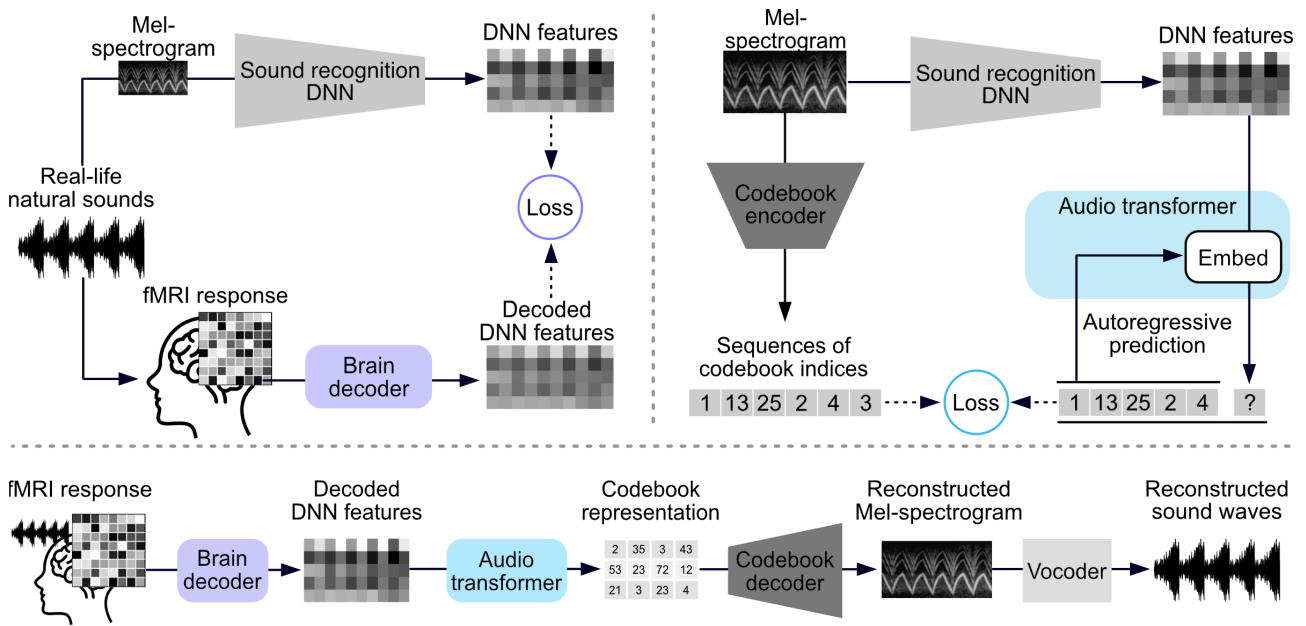 Mel-
spectrogram
Sound recognition
DNN
DNN features
Real-life
natural sounds
Loss
fMRI response
Brain
decoder
Decoded
DNN features
Mel-
spectrogram
Sound recognition
DNN
DNN features
Codebook
encoder
Audio transformer
Embed
Autoregressive
prediction
Sequences of
codebook indices
1 13 25 2 4 3
Loss
1 13 25 2 4 ?
fMRI response
Brain
decoder
Decoded
DNN features
Audio
transformer
Codebook
representation
2 35 3 43
53 23 72 12
21 3 23 4
Codebook
decoder
Reconstructed
Mel-spectrogram
Vocoder
Reconstructed
sound waves